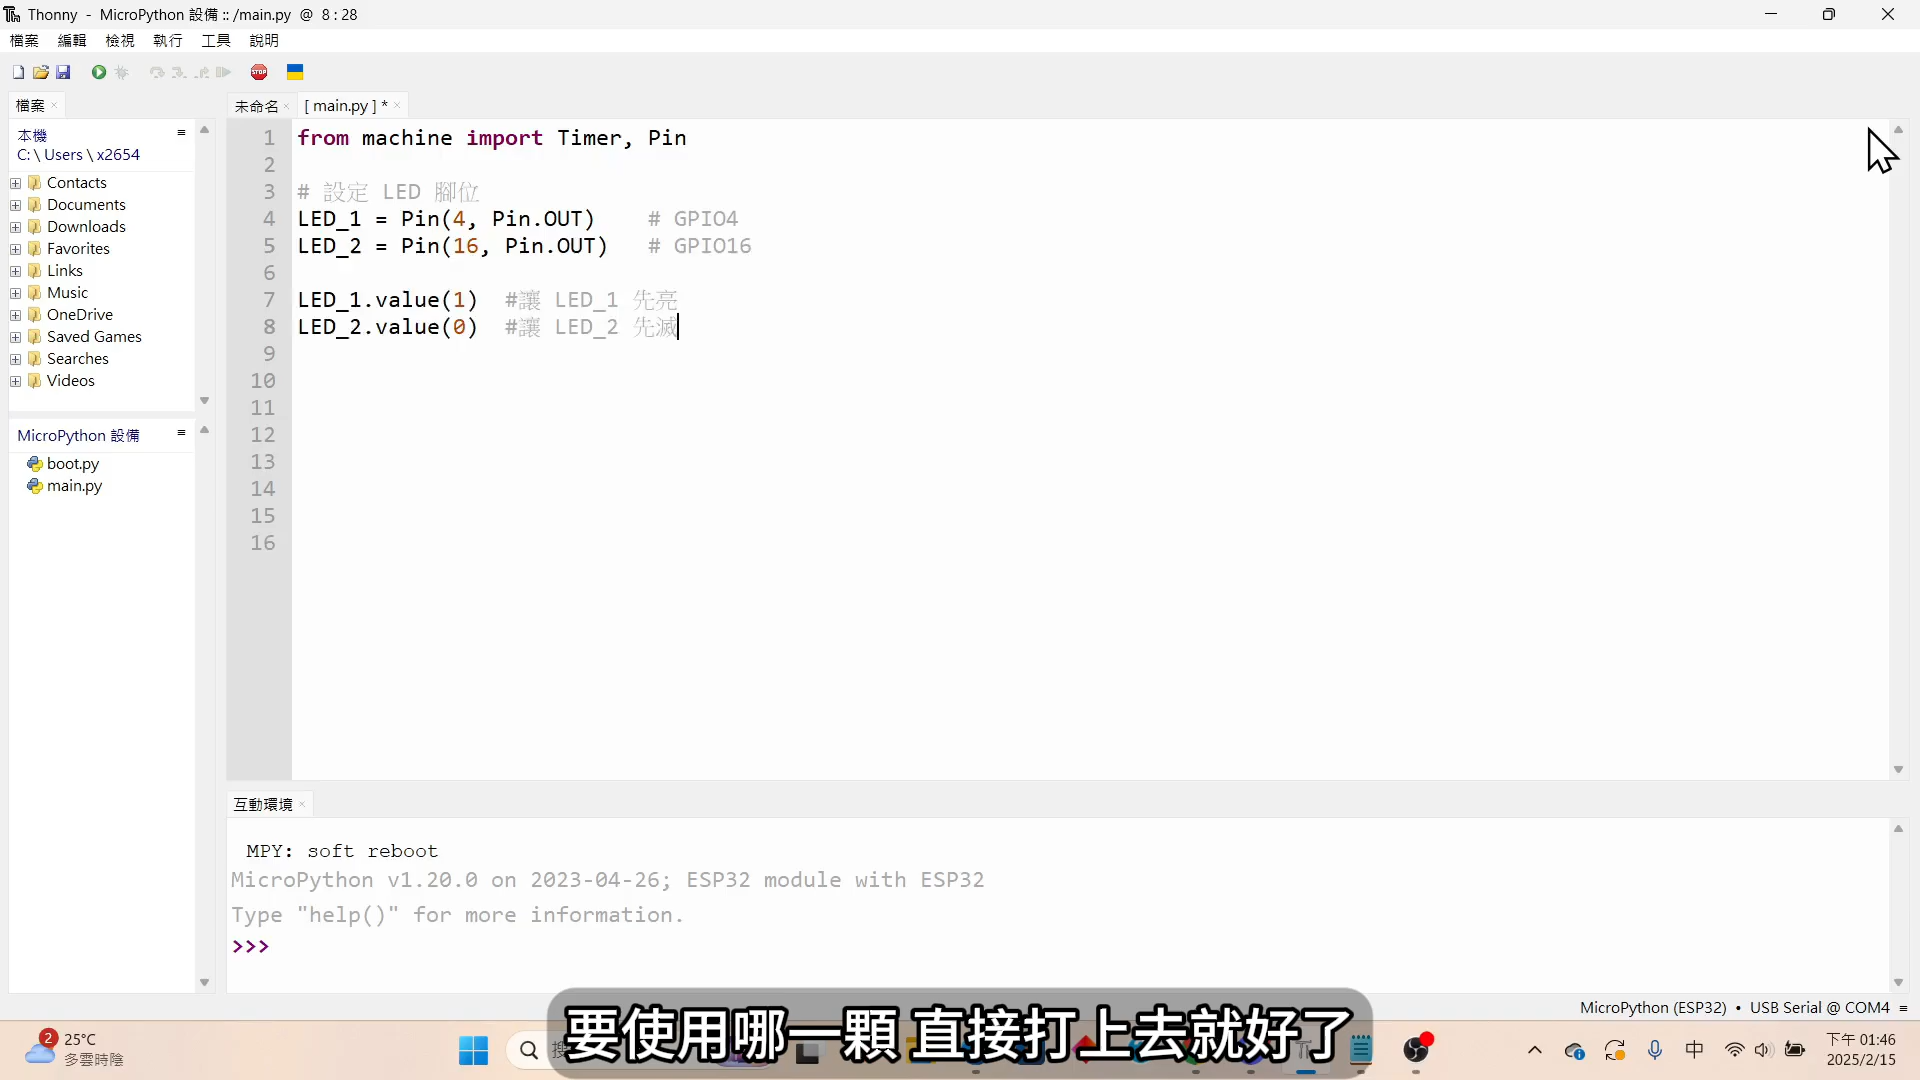 Thonny - MicroPython 設備 :: /main.py @ 8 : 28
檔案 編輯 檢視 執行 工具 說明
STOP
檔案
未命名
[ main.py ] *
本機
C: \ Users \ x2654
Contacts
Documents
Downloads
Favorites
Links
Music
OneDrive
Saved Games
Searches
Videos
MicroPython 設備
boot.py
main.py
1 from machine import Timer, Pin
2
3 # 設定 LED 腳位
4 LED_1 = Pin(4, Pin.OUT) # GPIO4
5 LED_2 = Pin(16, Pin.OUT) # GPIO16
6
7 LED_1.value(1) #讓 LED_1 先亮
8 LED_2.value(0) #讓 LED_2 先滅
9
10
11
12
13
14
15
16
互動環境
MPY: soft reboot
MicroPython v1.20.0 on 2023-04-26; ESP32 module with ESP32
Type "help()" for more information.
>>>
MicroPython (ESP32) • USB Serial @ COM4
要使用哪一顆 直接打上去就好了
2
25°C
多雲時陰
中
下午 01:46
2025/2/15